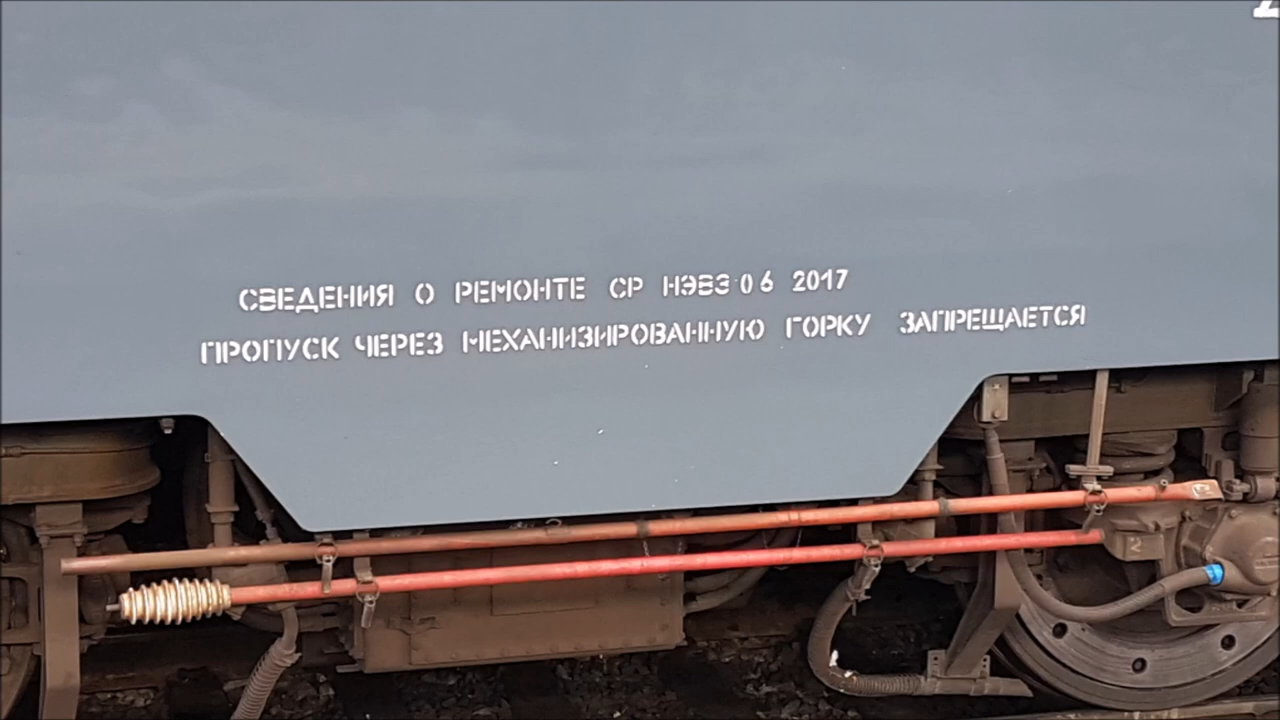 СВЕДЕНИЯ О РЕМОНТЕ СР НЭВЗ 06 2017
ПРОПУСК ЧЕРЕЗ МЕХАНИЗИРОВАННУЮ ГОРКУ ЗАПРЕЩАЕТСЯ